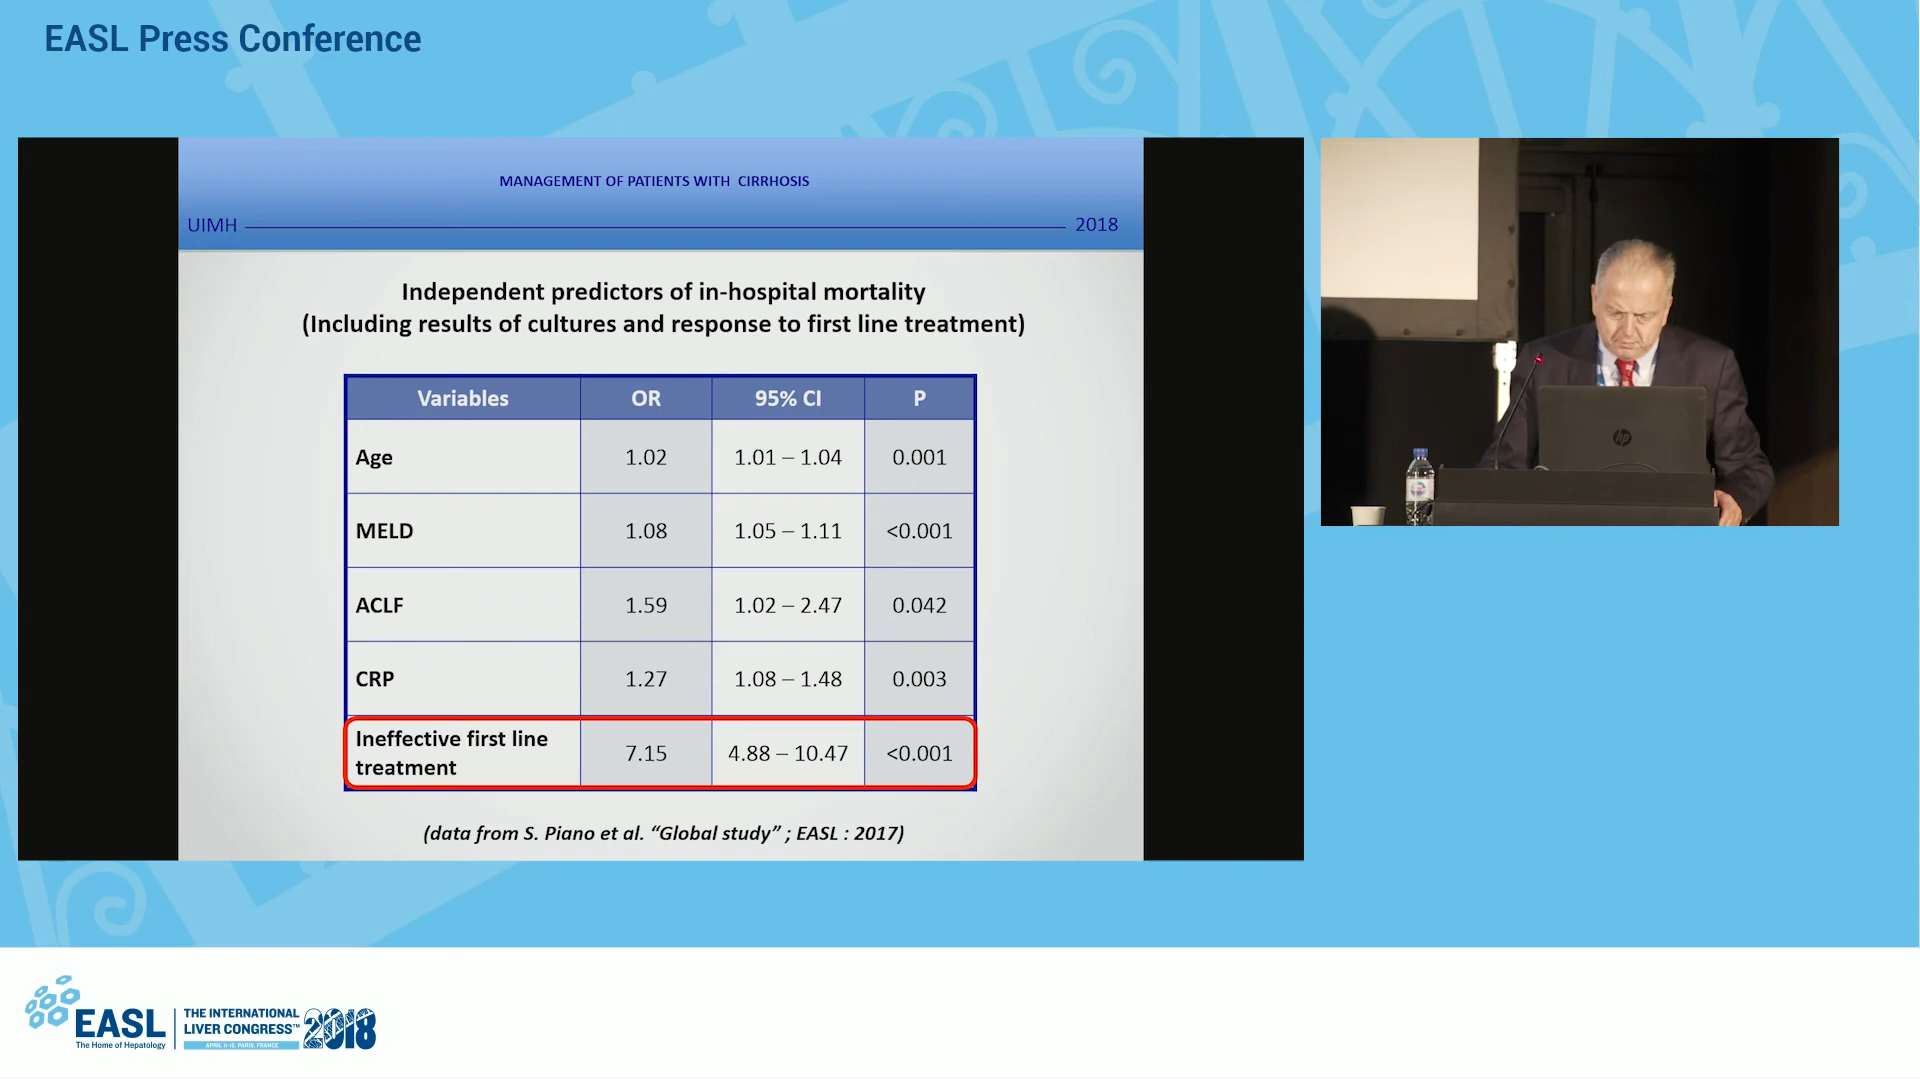 EASL Press Conference
MANAGEMENT OF PATIENTS WITH CIRRHOSIS
UIMH 2018
Independent predictors of in-hospital mortality
(Including results of cultures and response to first line treatment)
Variables OR 95% CI P
Age 1.02 1.01 – 1.04 0.001
MELD 1.08 1.05 – 1.11 <0.001
ACLF 1.59 1.02 – 2.47 0.042
CRP 1.27 1.08 – 1.48 0.003
Ineffective first line
treatment 7.15 4.88 – 10.47 <0.001
(data from S. Piano et al. “Global study” ; EASL : 2017)
hp
EASL
The Home of Hepatology
THE INTERNATIONAL
LIVER CONGRESS™
2018
APRIL 11-15, PARIS, FRANCE